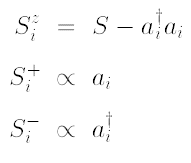 S_i^z = S − a_i^† a_i
S_i^+ ∝ a_i
S_i^− ∝ a_i^†